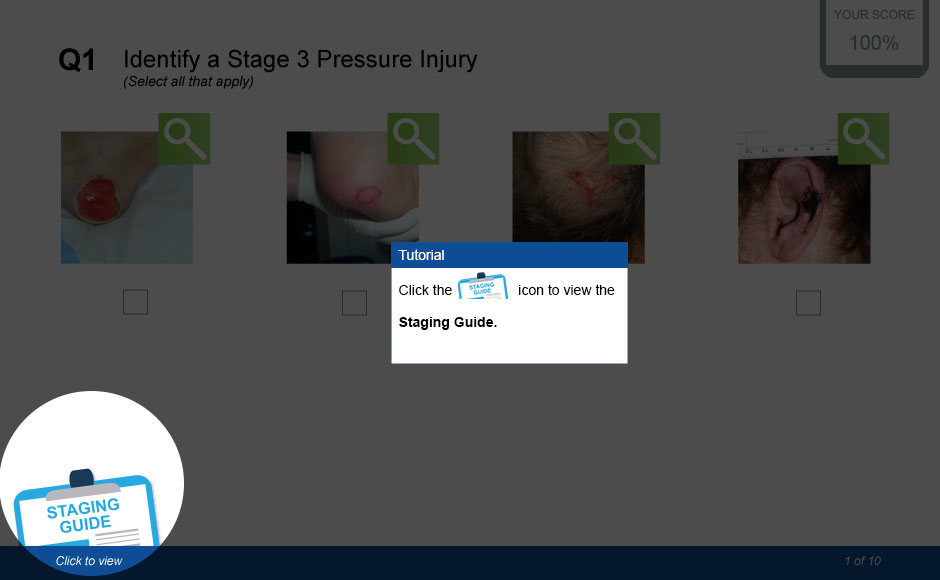 YOUR SCORE
100%
Q1 Identify a Stage 3 Pressure Injury
(Select all that apply)
Tutorial
Click the STAGING GUIDE icon to view the
Staging Guide.
STAGING
GUIDE
Click to view
1 of 10